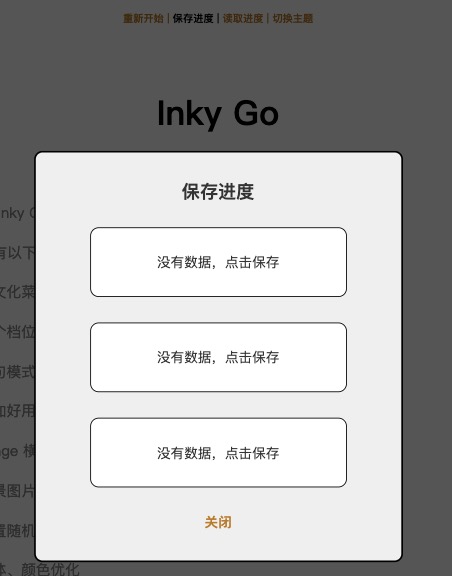 重新开始 | 保存进度 | 读取进度 | 切换主题
Inky Go
保存进度
nky
有以下
文化菜
个档位
没有数据，点击保存
句模式
加好用
没有数据，点击保存
nge 横
景图片
没有数据，点击保存
置随机
关闭
体、颜色优化